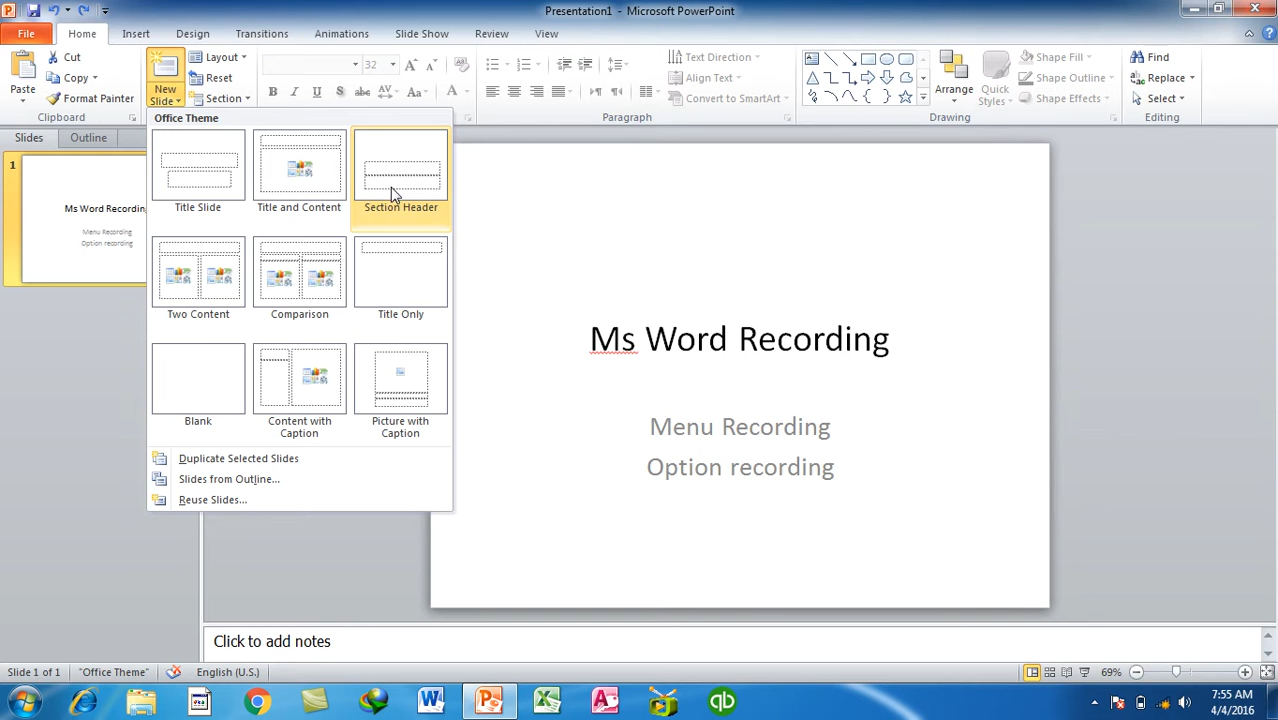 Presentation1 - Microsoft PowerPoint
File Home Insert Design Transitions Animations Slide Show Review View
Paste
Cut
Copy
Format Painter
Clipboard
New
Slide
Layout
Reset
Section
32
B I U S abc AV Aa A
Text Direction
Align Text
Convert to SmartArt
Paragraph
Arrange
Quick
Styles
Shape Fill
Shape Outline
Shape Effects
Drawing
Find
Replace
Select
Editing
Slides Outline
1
Ms Word Recording
Menu Recording
Option recording
Office Theme
Title Slide Title and Content Section Header
Two Content Comparison Title Only
Blank Content with Caption Picture with Caption
Duplicate Selected Slides
Slides from Outline...
Reuse Slides...
Ms Word Recording
Menu Recording
Option recording
Click to add notes
Slide 1 of 1 "Office Theme" English (U.S.) 69%
7:55 AM
4/4/2016